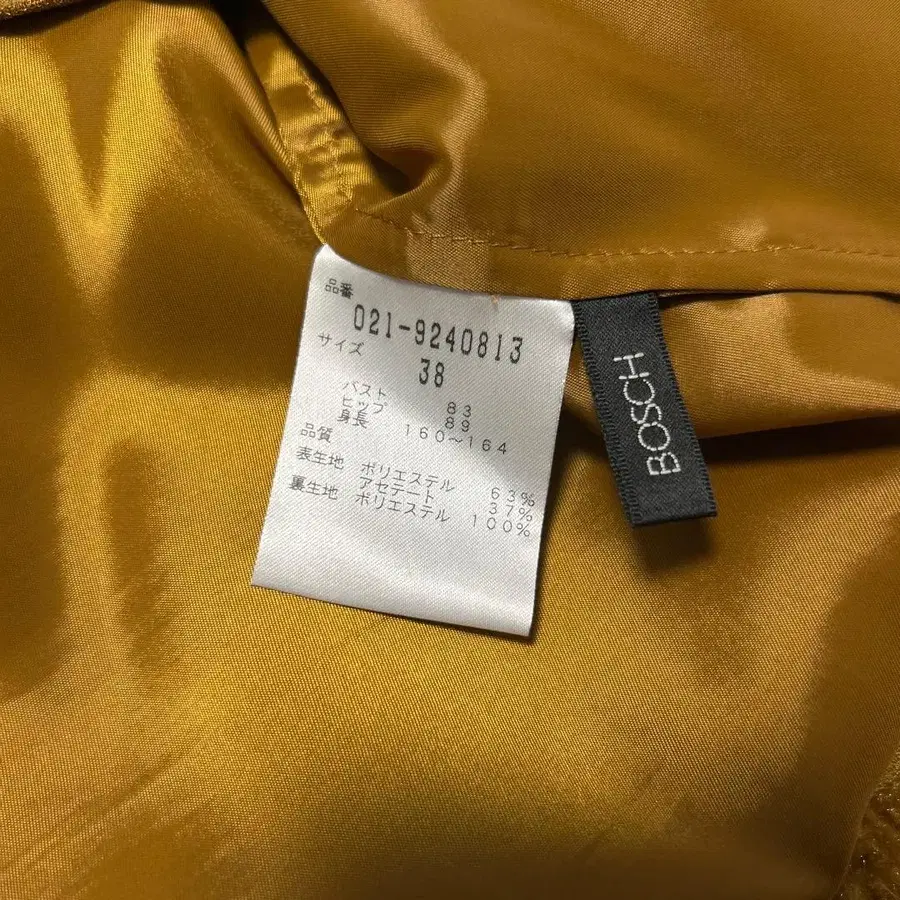 品番
021-9240813
サイズ
38
バスト 83
ヒップ 89
身長 160~164
品質
表生地 ポリエステル 63%
アセテート 37%
裏生地 ポリエステル 100%
BOSCH